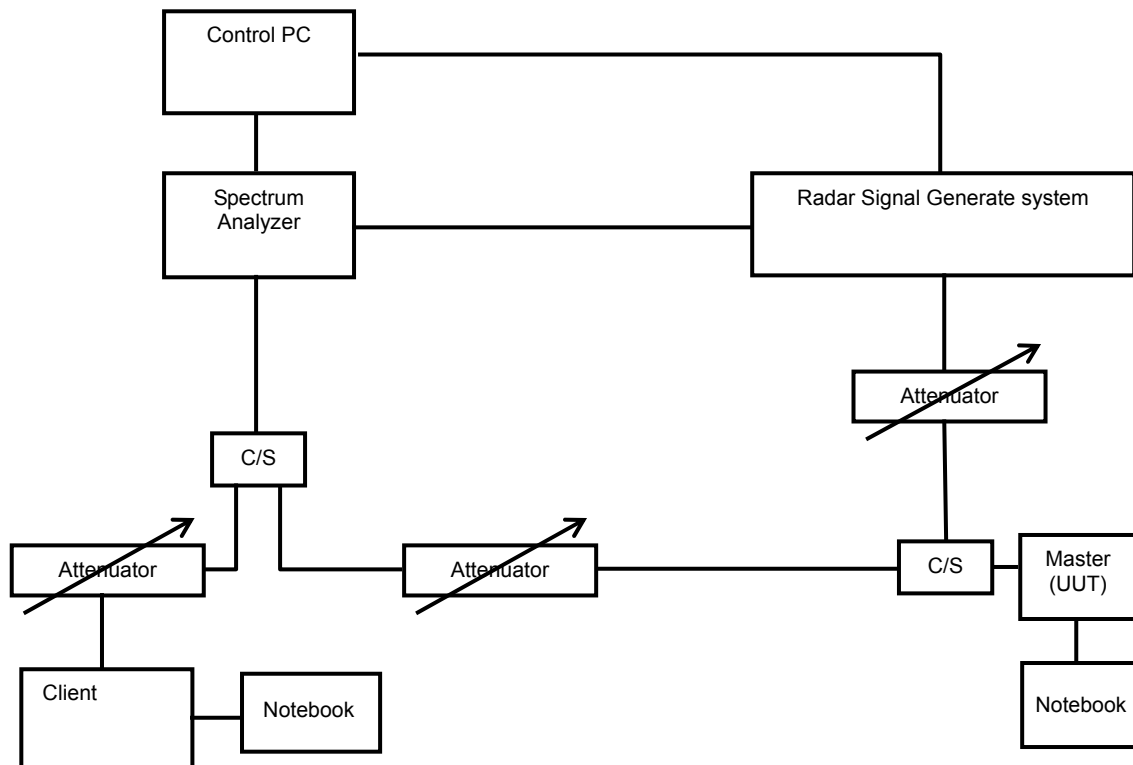 Control PC
Spectrum
Analyzer
Radar Signal Generate system
Attenuator
C/S
Attenuator
Attenuator
C/S
Master
(UUT)
Client
Notebook
Notebook